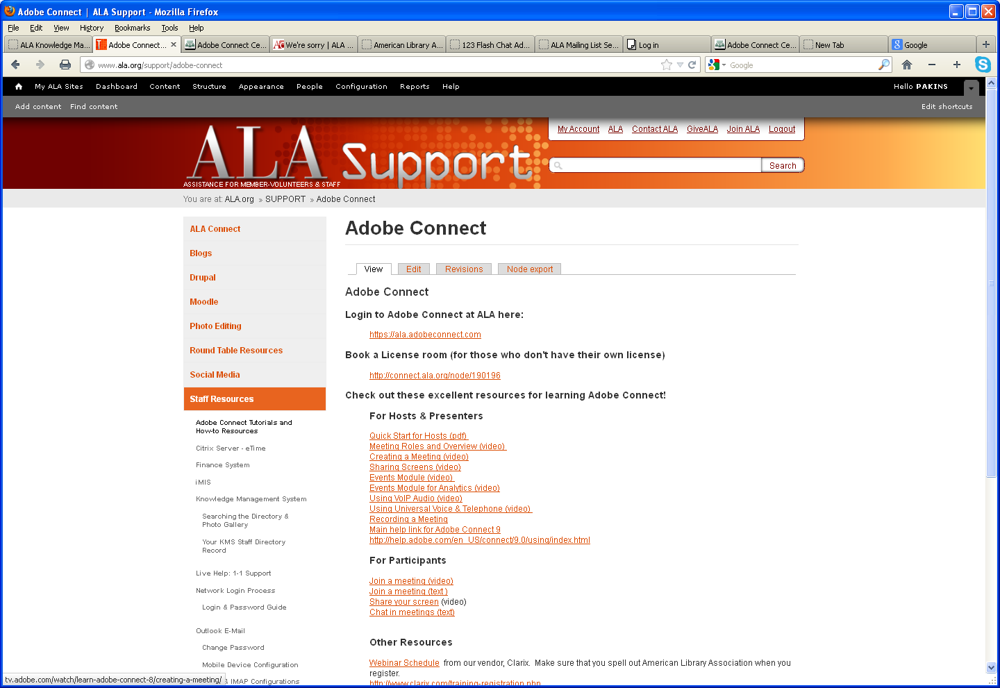 Adobe Connect | ALA Support - Mozilla Firefox
File Edit View History Bookmarks Tools Help
ALA Knowledge Ma... Adobe Connect... Adobe Connect Ce... We're sorry | ALA ... American Library A... 123 Flash Chat Ad... ALA Mailing List Se... Log in Adobe Connect Ce... New Tab Google
www.ala.org/support/adobe-connect Google
My ALA Sites Dashboard Content Structure Appearance People Configuration Reports Help Hello PAKINS
Add content Find content Edit shortcuts
My Account ALA Contact ALA GiveALA Join ALA Logout
ALA Support
Search
ASSISTANCE FOR MEMBER-VOLUNTEERS & STAFF
You are at: ALA.org » SUPPORT » Adobe Connect
ALA Connect
Blogs
Drupal
Moodle
Photo Editing
Round Table Resources
Social Media
Staff Resources
Adobe Connect Tutorials and
How-to Resources
Citrix Server - eTime
Finance System
iMIS
Knowledge Management System
Searching the Directory &
Photo Gallery
Your KMS Staff Directory
Record
Live Help: 1-1 Support
Network Login Process
Login & Password Guide
Outlook E-Mail
Change Password
Mobile Device Configuration
& IMAP Configurations
tv.adobe.com/watch/learn-adobe-connect-8/creating-a-meeting/
Adobe Connect
View Edit Revisions Node export
Adobe Connect
Login to Adobe Connect at ALA here:
https://ala.adobeconnect.com
Book a License room (for those who don't have their own license)
http://connect.ala.org/node/190196
Check out these excellent resources for learning Adobe Connect!
For Hosts & Presenters
Quick Start for Hosts (pdf)
Meeting Roles and Overview (video)
Creating a Meeting (video)
Sharing Screens (video)
Events Module (video)
Events Module for Analytics (video)
Using VoIP Audio (video)
Using Universal Voice & Telephone (video)
Recording a Meeting
Main help link for Adobe Connect 9
http://help.adobe.com/en_US/connect/9.0/using/index.html
For Participants
Join a meeting (video)
Join a meeting (text )
Share your screen (video)
Chat in meetings (text)
Other Resources
Webinar Schedule from our vendor, Clarix. Make sure that you spell out American Library Association when you
register.
http://www.clarix.com/training-registration.php